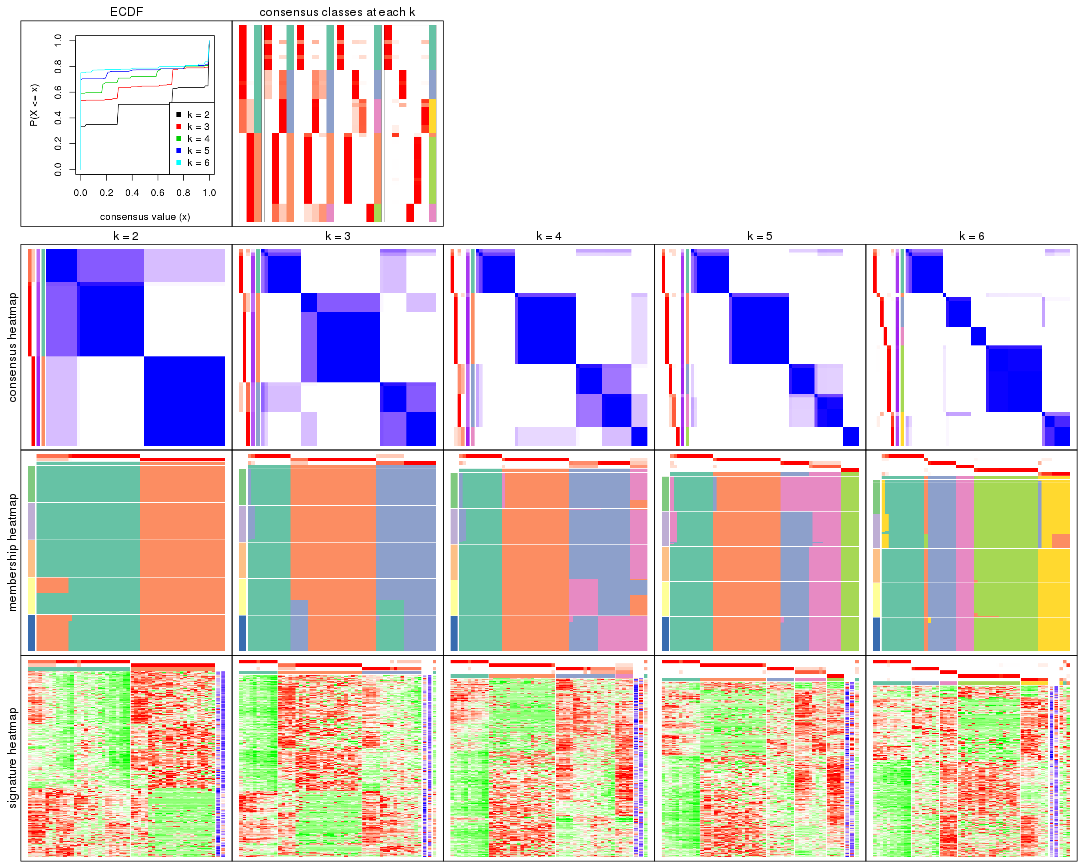 ECDF
consensus classes at each k
P(X <= x)
1.0
0.8
0.6
0.4
0.2
0.0
k = 2
k = 3
k = 4
k = 5
k = 6
0.0 0.2 0.4 0.6 0.8 1.0
consensus value (x)
k = 2 k = 3 k = 4 k = 5 k = 6
consensus heatmap
membership heatmap
signature heatmap